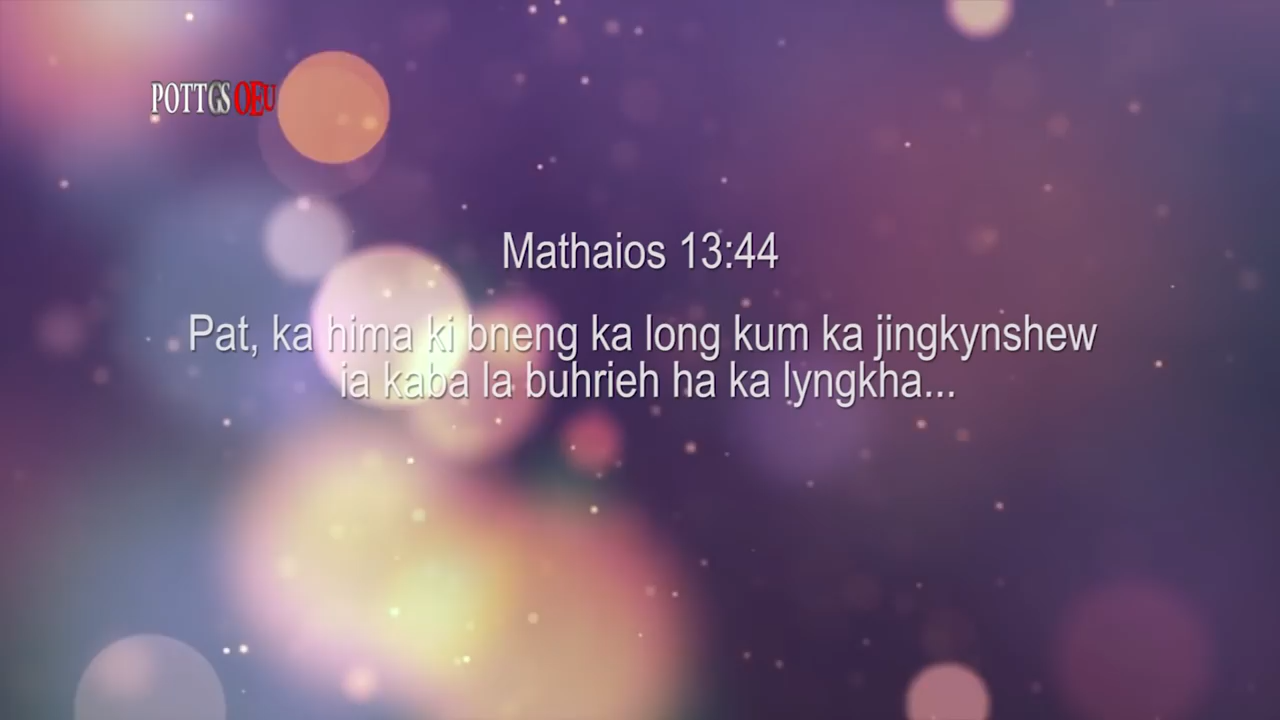 POTTGS OEU
Mathaios 13:44
Pat, ka hima ki bneng ka long kum ka jingkynshew
ia kaba la buhrieh ha ka lyngkha...